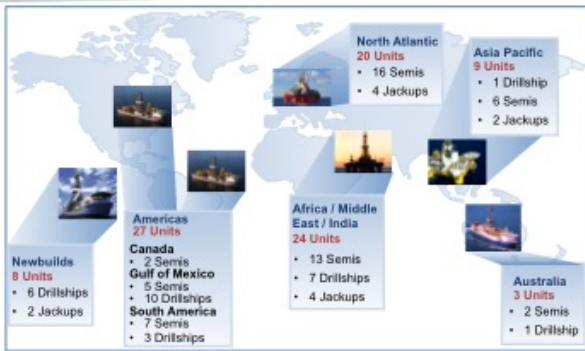 North Atlantic
20 Units
• 16 Semis
• 4 Jackups
Asia Pacific
9 Units
• 1 Drillship
• 6 Semis
• 2 Jackups
Newbuilds
8 Units
• 6 Drillships
• 2 Jackups
Americas
27 Units
Canada
• 2 Semis
Gulf of Mexico
• 5 Semis
• 10 Drillships
South America
• 7 Semis
• 3 Drillships
Africa / Middle
East / India
24 Units
• 13 Semis
• 7 Drillships
• 4 Jackups
Australia
3 Units
• 2 Semis
• 1 Drillship